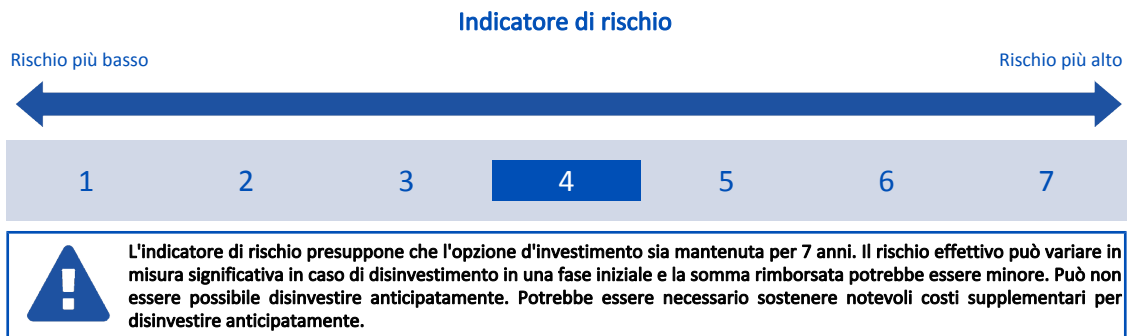 Indicatore di rischio
Rischio più basso
Rischio più alto
1 2 3 4 5 6 7
L'indicatore di rischio presuppone che l'opzione d'investimento sia mantenuta per 7 anni. Il rischio effettivo può variare in
misura significativa in caso di disinvestimento in una fase iniziale e la somma rimborsata potrebbe essere minore. Può non
essere possibile disinvestire anticipatamente. Potrebbe essere necessario sostenere notevoli costi supplementari per
disinvestire anticipatamente.